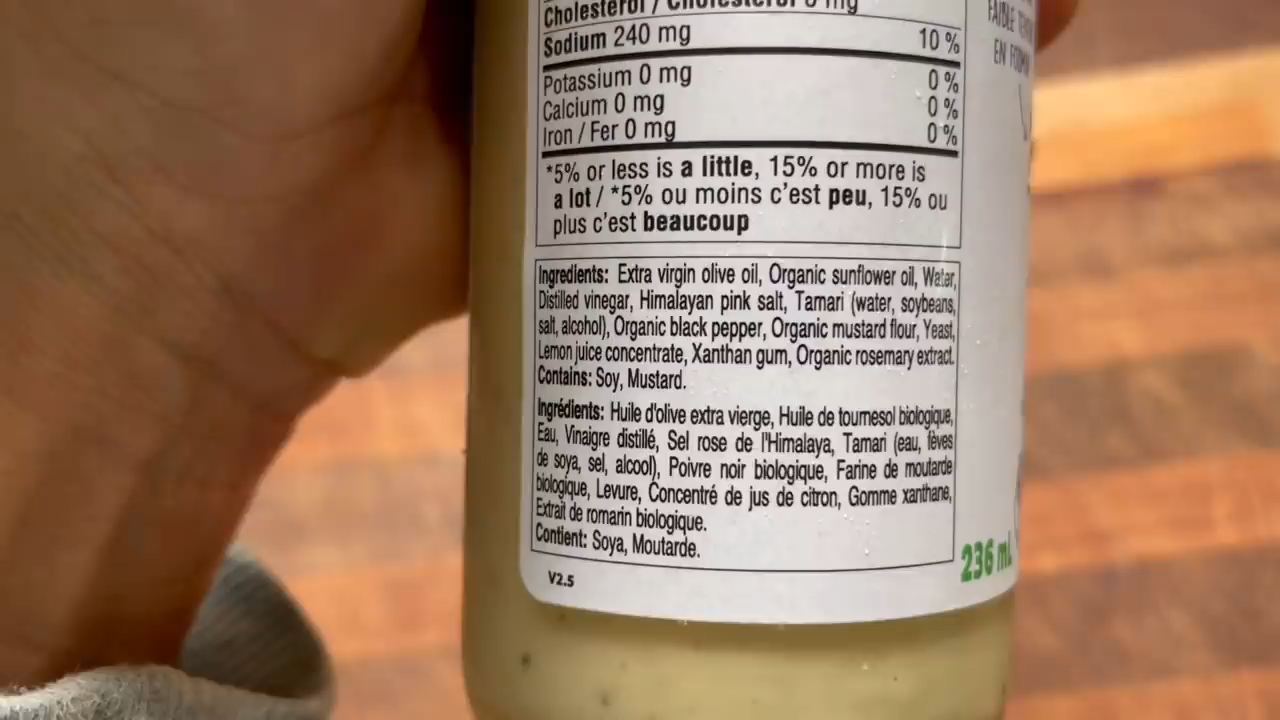 Cholesterol / Cholestérol 0 mg
Sodium 240 mg 10 %
Potassium 0 mg 0 %
Calcium 0 mg 0 %
Iron / Fer 0 mg 0 %
*5% or less is a little, 15% or more is
a lot / *5% ou moins c'est peu, 15% ou
plus c'est beaucoup
Ingredients: Extra virgin olive oil, Organic sunflower oil, Water,
Distilled vinegar, Himalayan pink salt, Tamari (water, soybeans,
salt, alcohol), Organic black pepper, Organic mustard flour, Yeast,
Lemon juice concentrate, Xanthan gum, Organic rosemary extract.
Contains: Soy, Mustard.
Ingrédients: Huile d'olive extra vierge, Huile de tournesol biologique,
Eau, Vinaigre distillé, Sel rose de l'Himalaya, Tamari (eau, fèves
de soya, sel, alcool), Poivre noir biologique, Farine de moutarde
biologique, Levure, Concentré de jus de citron, Gomme xanthane,
Extrait de romarin biologique.
Contient: Soya, Moutarde.
V2.5
FAIBLE
EN
236 mL